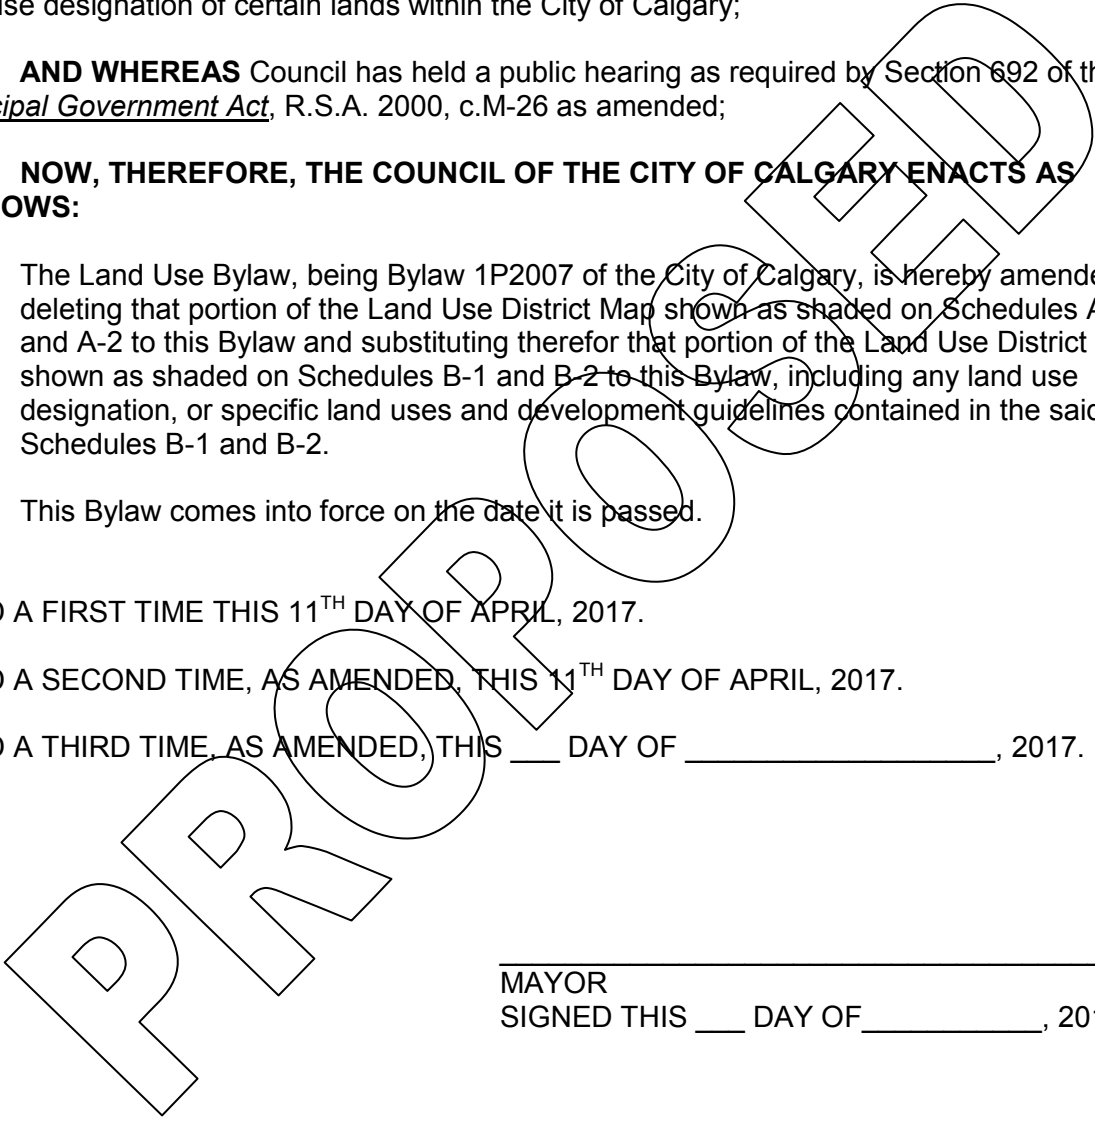 use designation of certain lands within the City of Calgary;
AND WHEREAS Council has held a public hearing as required by Section 692 of th
cipal Government Act, R.S.A. 2000, c.M-26 as amended;
NOW, THEREFORE, THE COUNCIL OF THE CITY OF CALGARY ENACTS AS
OWS:
The Land Use Bylaw, being Bylaw 1P2007 of the City of Calgary, is hereby amende
deleting that portion of the Land Use District Map shown as shaded on Schedules A
and A-2 to this Bylaw and substituting therefor that portion of the Land Use District
shown as shaded on Schedules B-1 and B-2 to this Bylaw, including any land use
designation, or specific land uses and development guidelines contained in the said
Schedules B-1 and B-2.
This Bylaw comes into force on the date it is passed.
D A FIRST TIME THIS 11TH DAY OF APRIL, 2017.
D A SECOND TIME, AS AMENDED, THIS 11TH DAY OF APRIL, 2017.
D A THIRD TIME, AS AMENDED, THIS ___ DAY OF ___________________, 2017.
MAYOR
SIGNED THIS ___ DAY OF___________, 201
PROPOSED